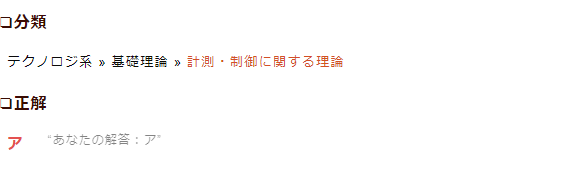 ❏分類
テクノロジ系 » 基礎理論 » 計測・制御に関する理論
❏正解
ア “あなたの解答：ア”